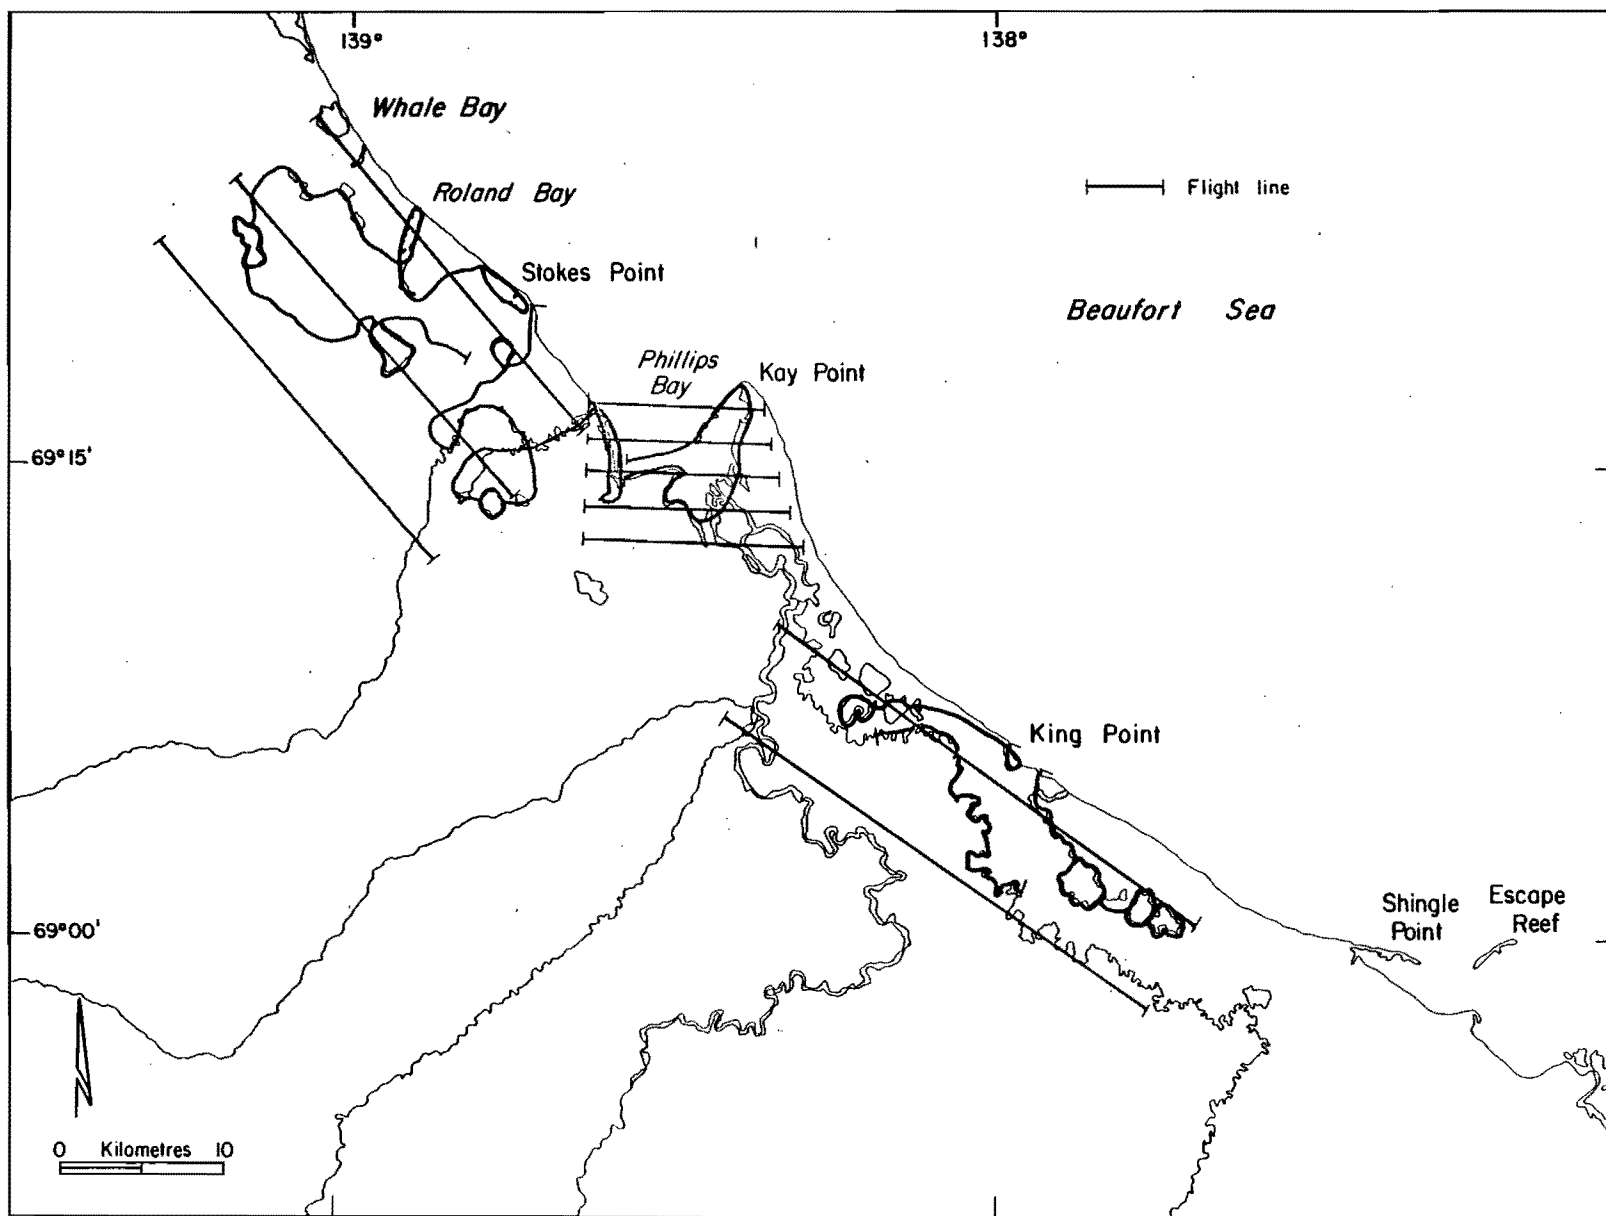 139°
138°
Whale Bay
Roland Bay
Flight line
Stokes Point
Beaufort Sea
Phillips
Bay
Kay Point
69°15'
King Point
Shingle
Point
Escape
Reef
69°00'
0 Kilometres 10